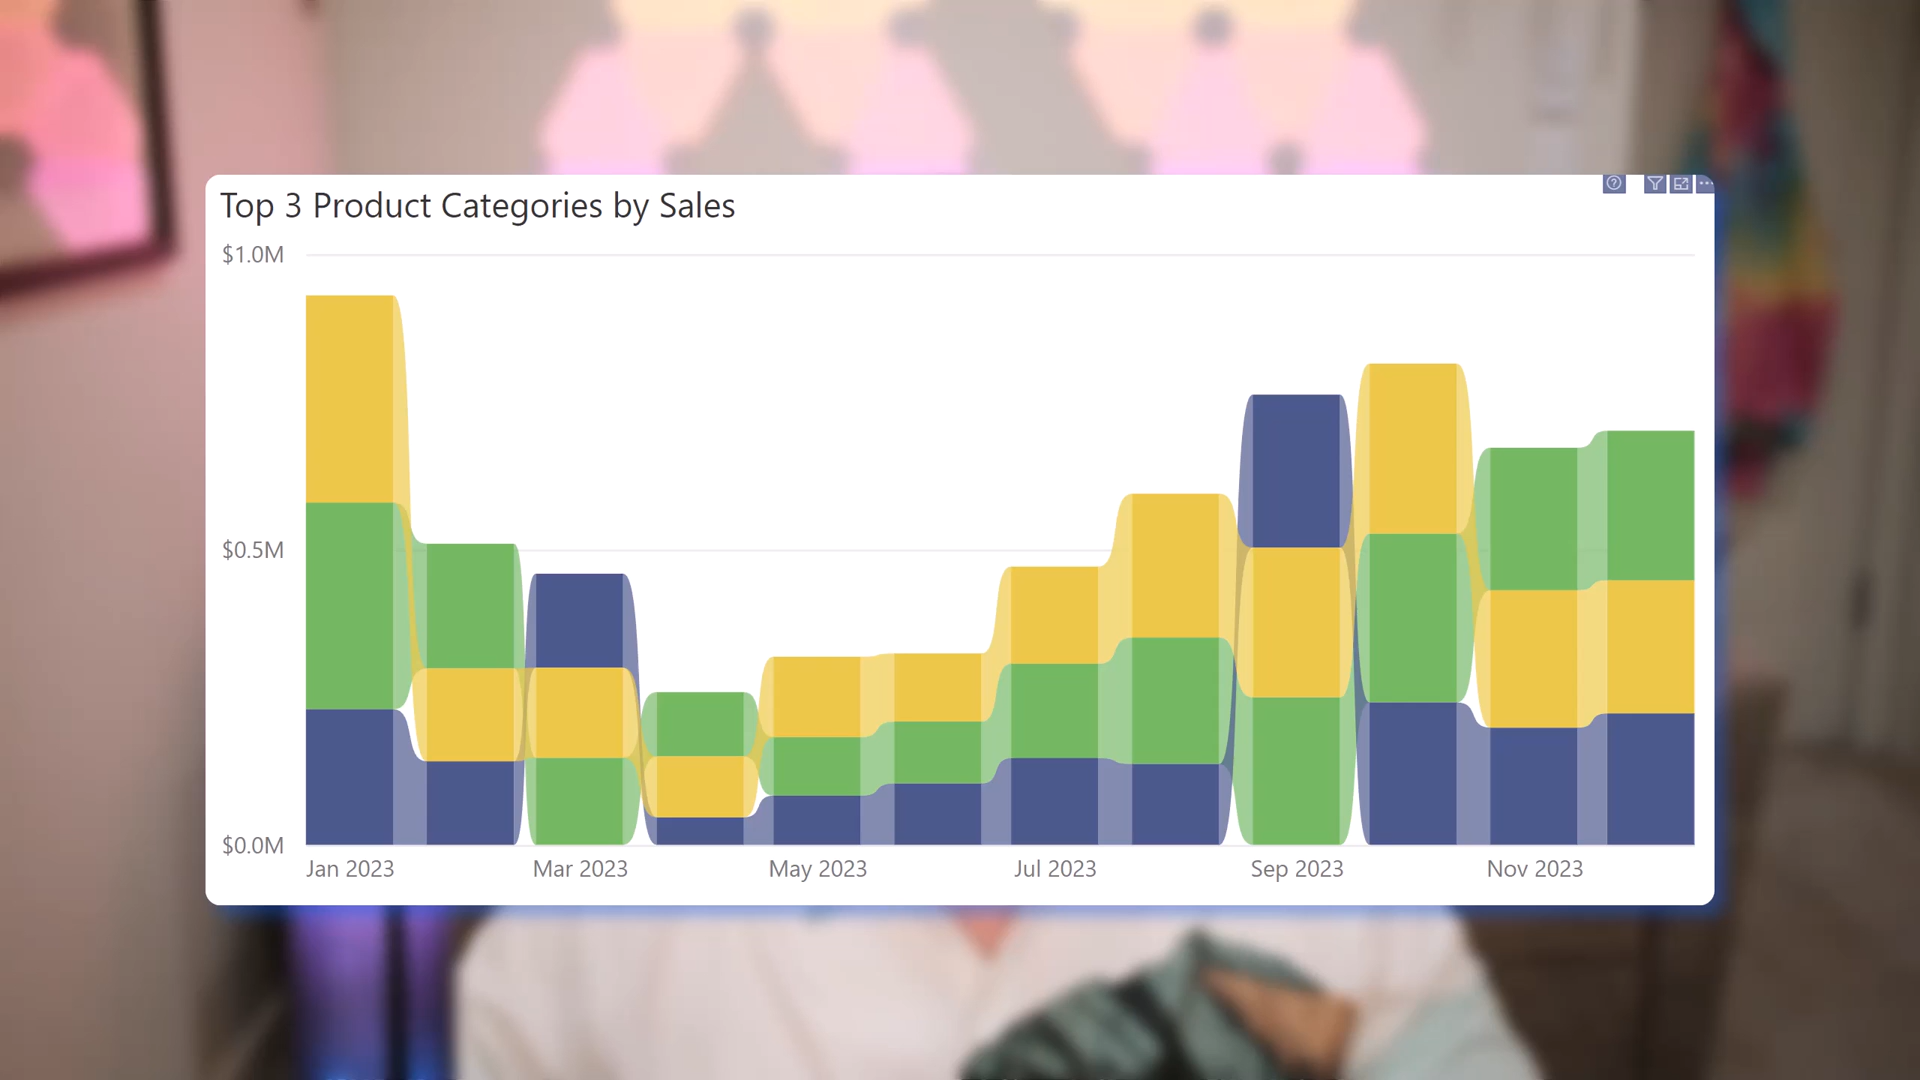 Top 3 Product Categories by Sales
$1.0M
$0.5M
$0.0M
Jan 2023 Mar 2023 May 2023 Jul 2023 Sep 2023 Nov 2023